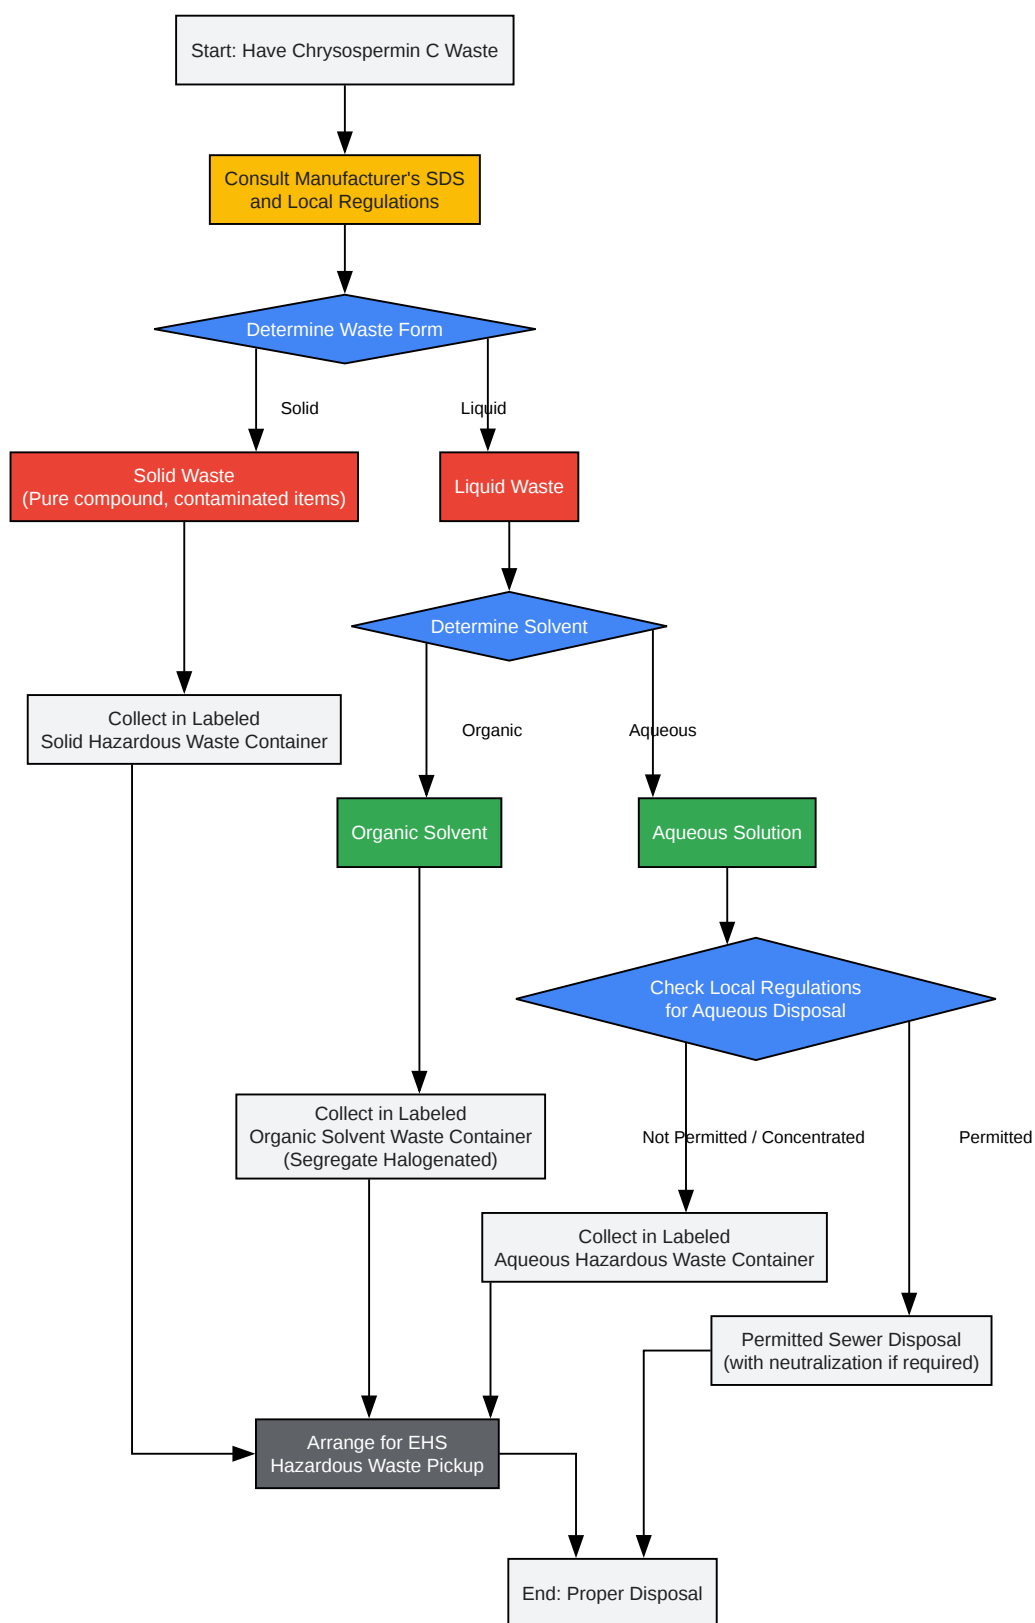 Start: Have Chrysospermin C Waste
Consult Manufacturer's SDS
and Local Regulations
Determine Waste Form
Solid
Liquid
Solid Waste
(Pure compound, contaminated items)
Liquid Waste
Determine Solvent
Collect in Labeled
Solid Hazardous Waste Container
Organic
Aqueous
Organic Solvent
Aqueous Solution
Check Local Regulations
for Aqueous Disposal
Collect in Labeled
Organic Solvent Waste Container
(Segregate Halogenated)
Not Permitted / Concentrated
Permitted
Collect in Labeled
Aqueous Hazardous Waste Container
Permitted Sewer Disposal
(with neutralization if required)
Arrange for EHS
Hazardous Waste Pickup
End: Proper Disposal